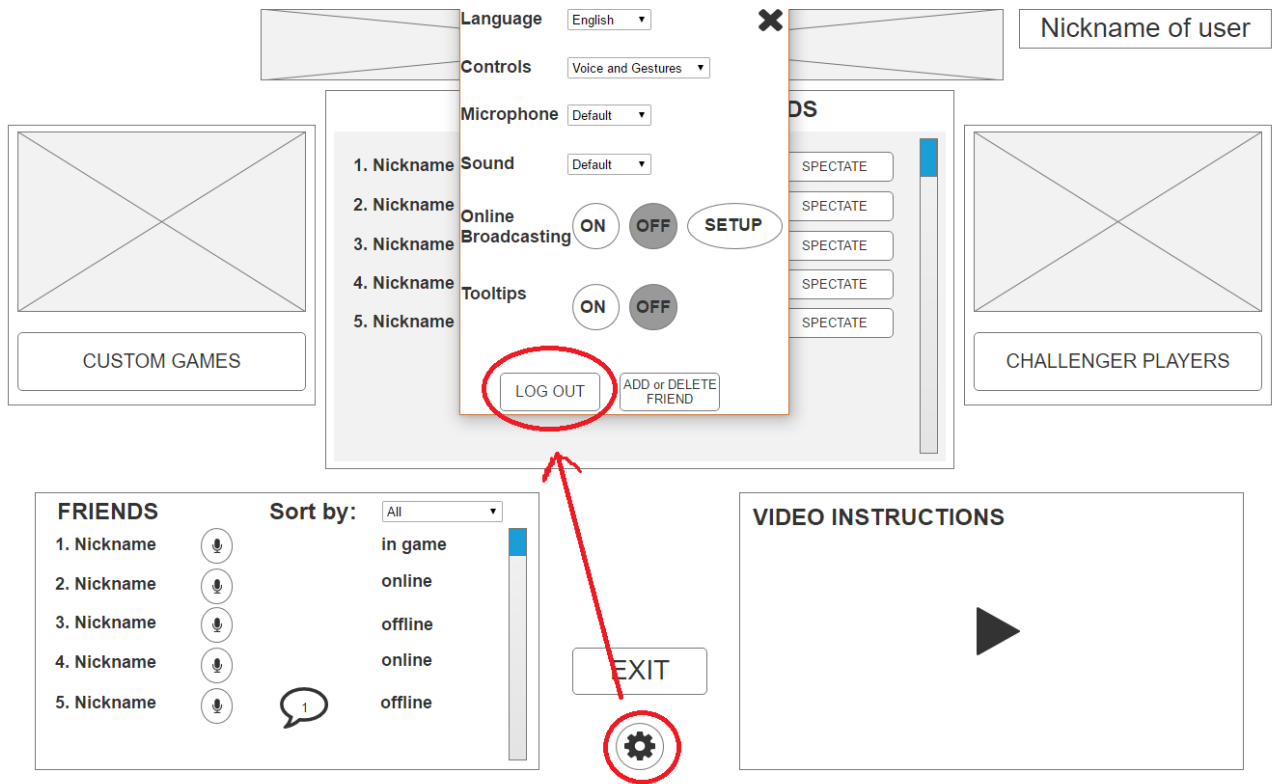 Nickname of user
Language English
Controls Voice and Gestures
Microphone Default
Sound Default
Online
Broadcasting ON OFF SETUP
Tooltips ON OFF
LOG OUT
ADD or DELETE
FRIEND
DS
1. Nickname SPECTATE
2. Nickname SPECTATE
3. Nickname SPECTATE
4. Nickname SPECTATE
5. Nickname SPECTATE
CUSTOM GAMES
CHALLENGER PLAYERS
FRIENDS Sort by: All
1. Nickname in game
2. Nickname online
3. Nickname offline
4. Nickname online
5. Nickname 1 offline
EXIT
VIDEO INSTRUCTIONS